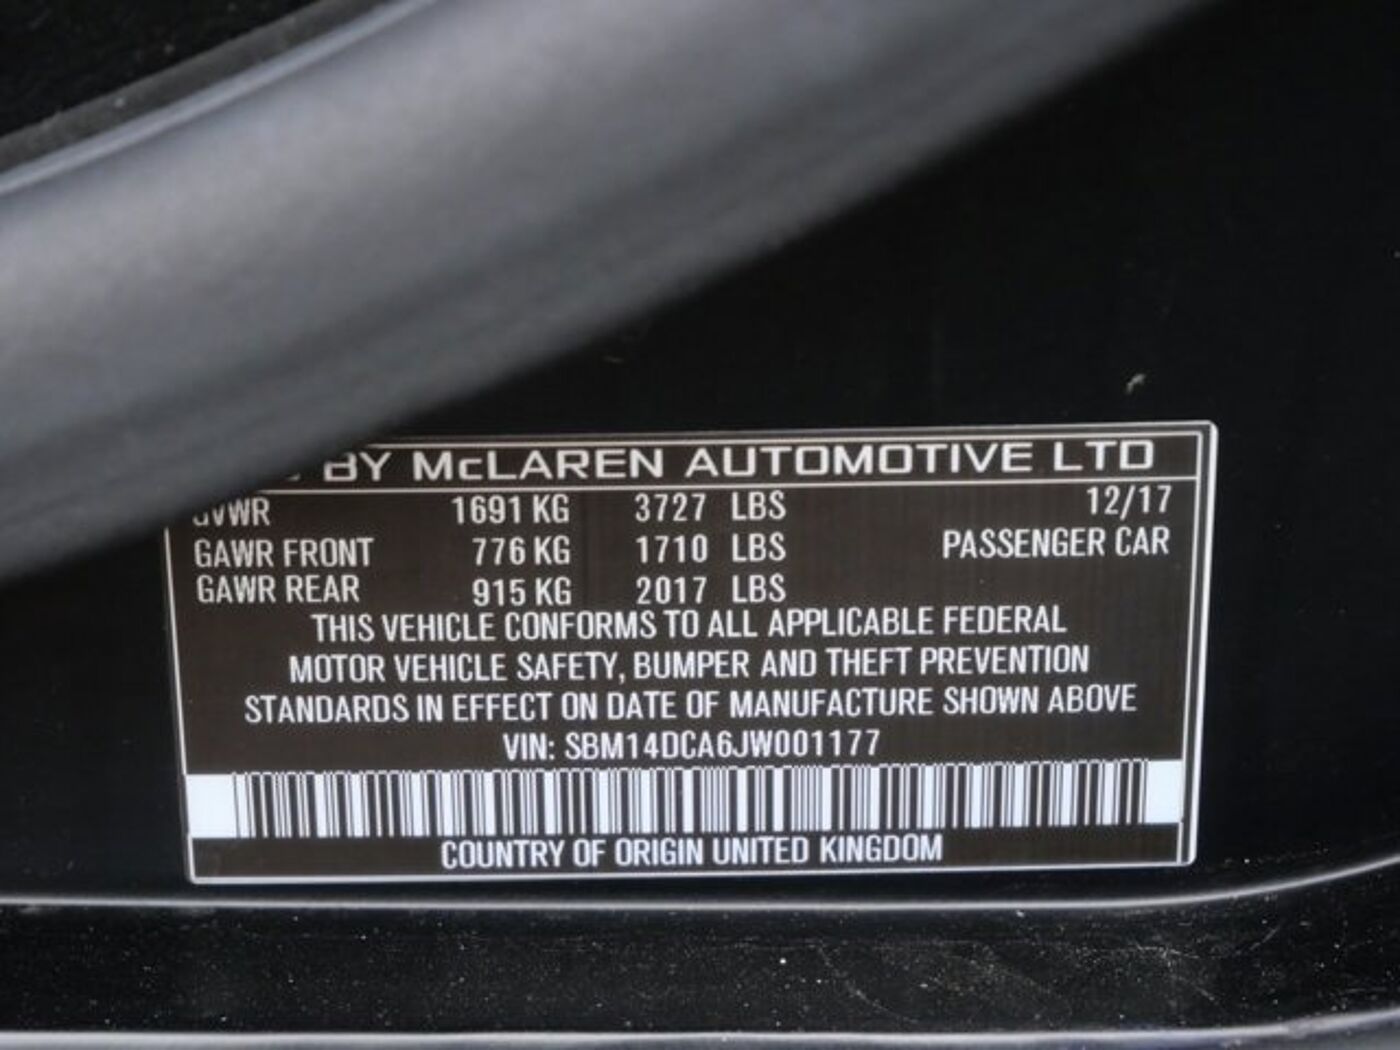 BY McLAREN AUTOMOTIVE LTD
GVWR 1691 KG 3727 LBS 12/17
GAWR FRONT 776 KG 1710 LBS PASSENGER CAR
GAWR REAR 915 KG 2017 LBS
THIS VEHICLE CONFORMS TO ALL APPLICABLE FEDERAL
MOTOR VEHICLE SAFETY, BUMPER AND THEFT PREVENTION
STANDARDS IN EFFECT ON DATE OF MANUFACTURE SHOWN ABOVE
VIN: SBM14DCA6JW001177
COUNTRY OF ORIGIN UNITED KINGDOM